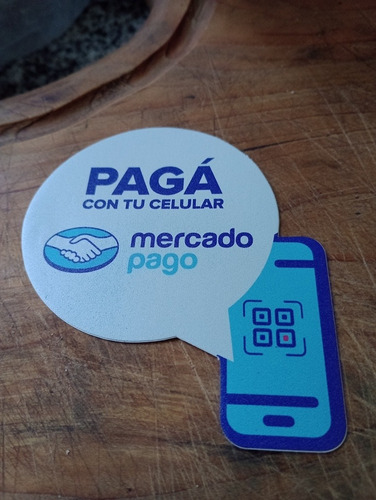 PAGÁ
CON TU CELULAR
mercado
pago